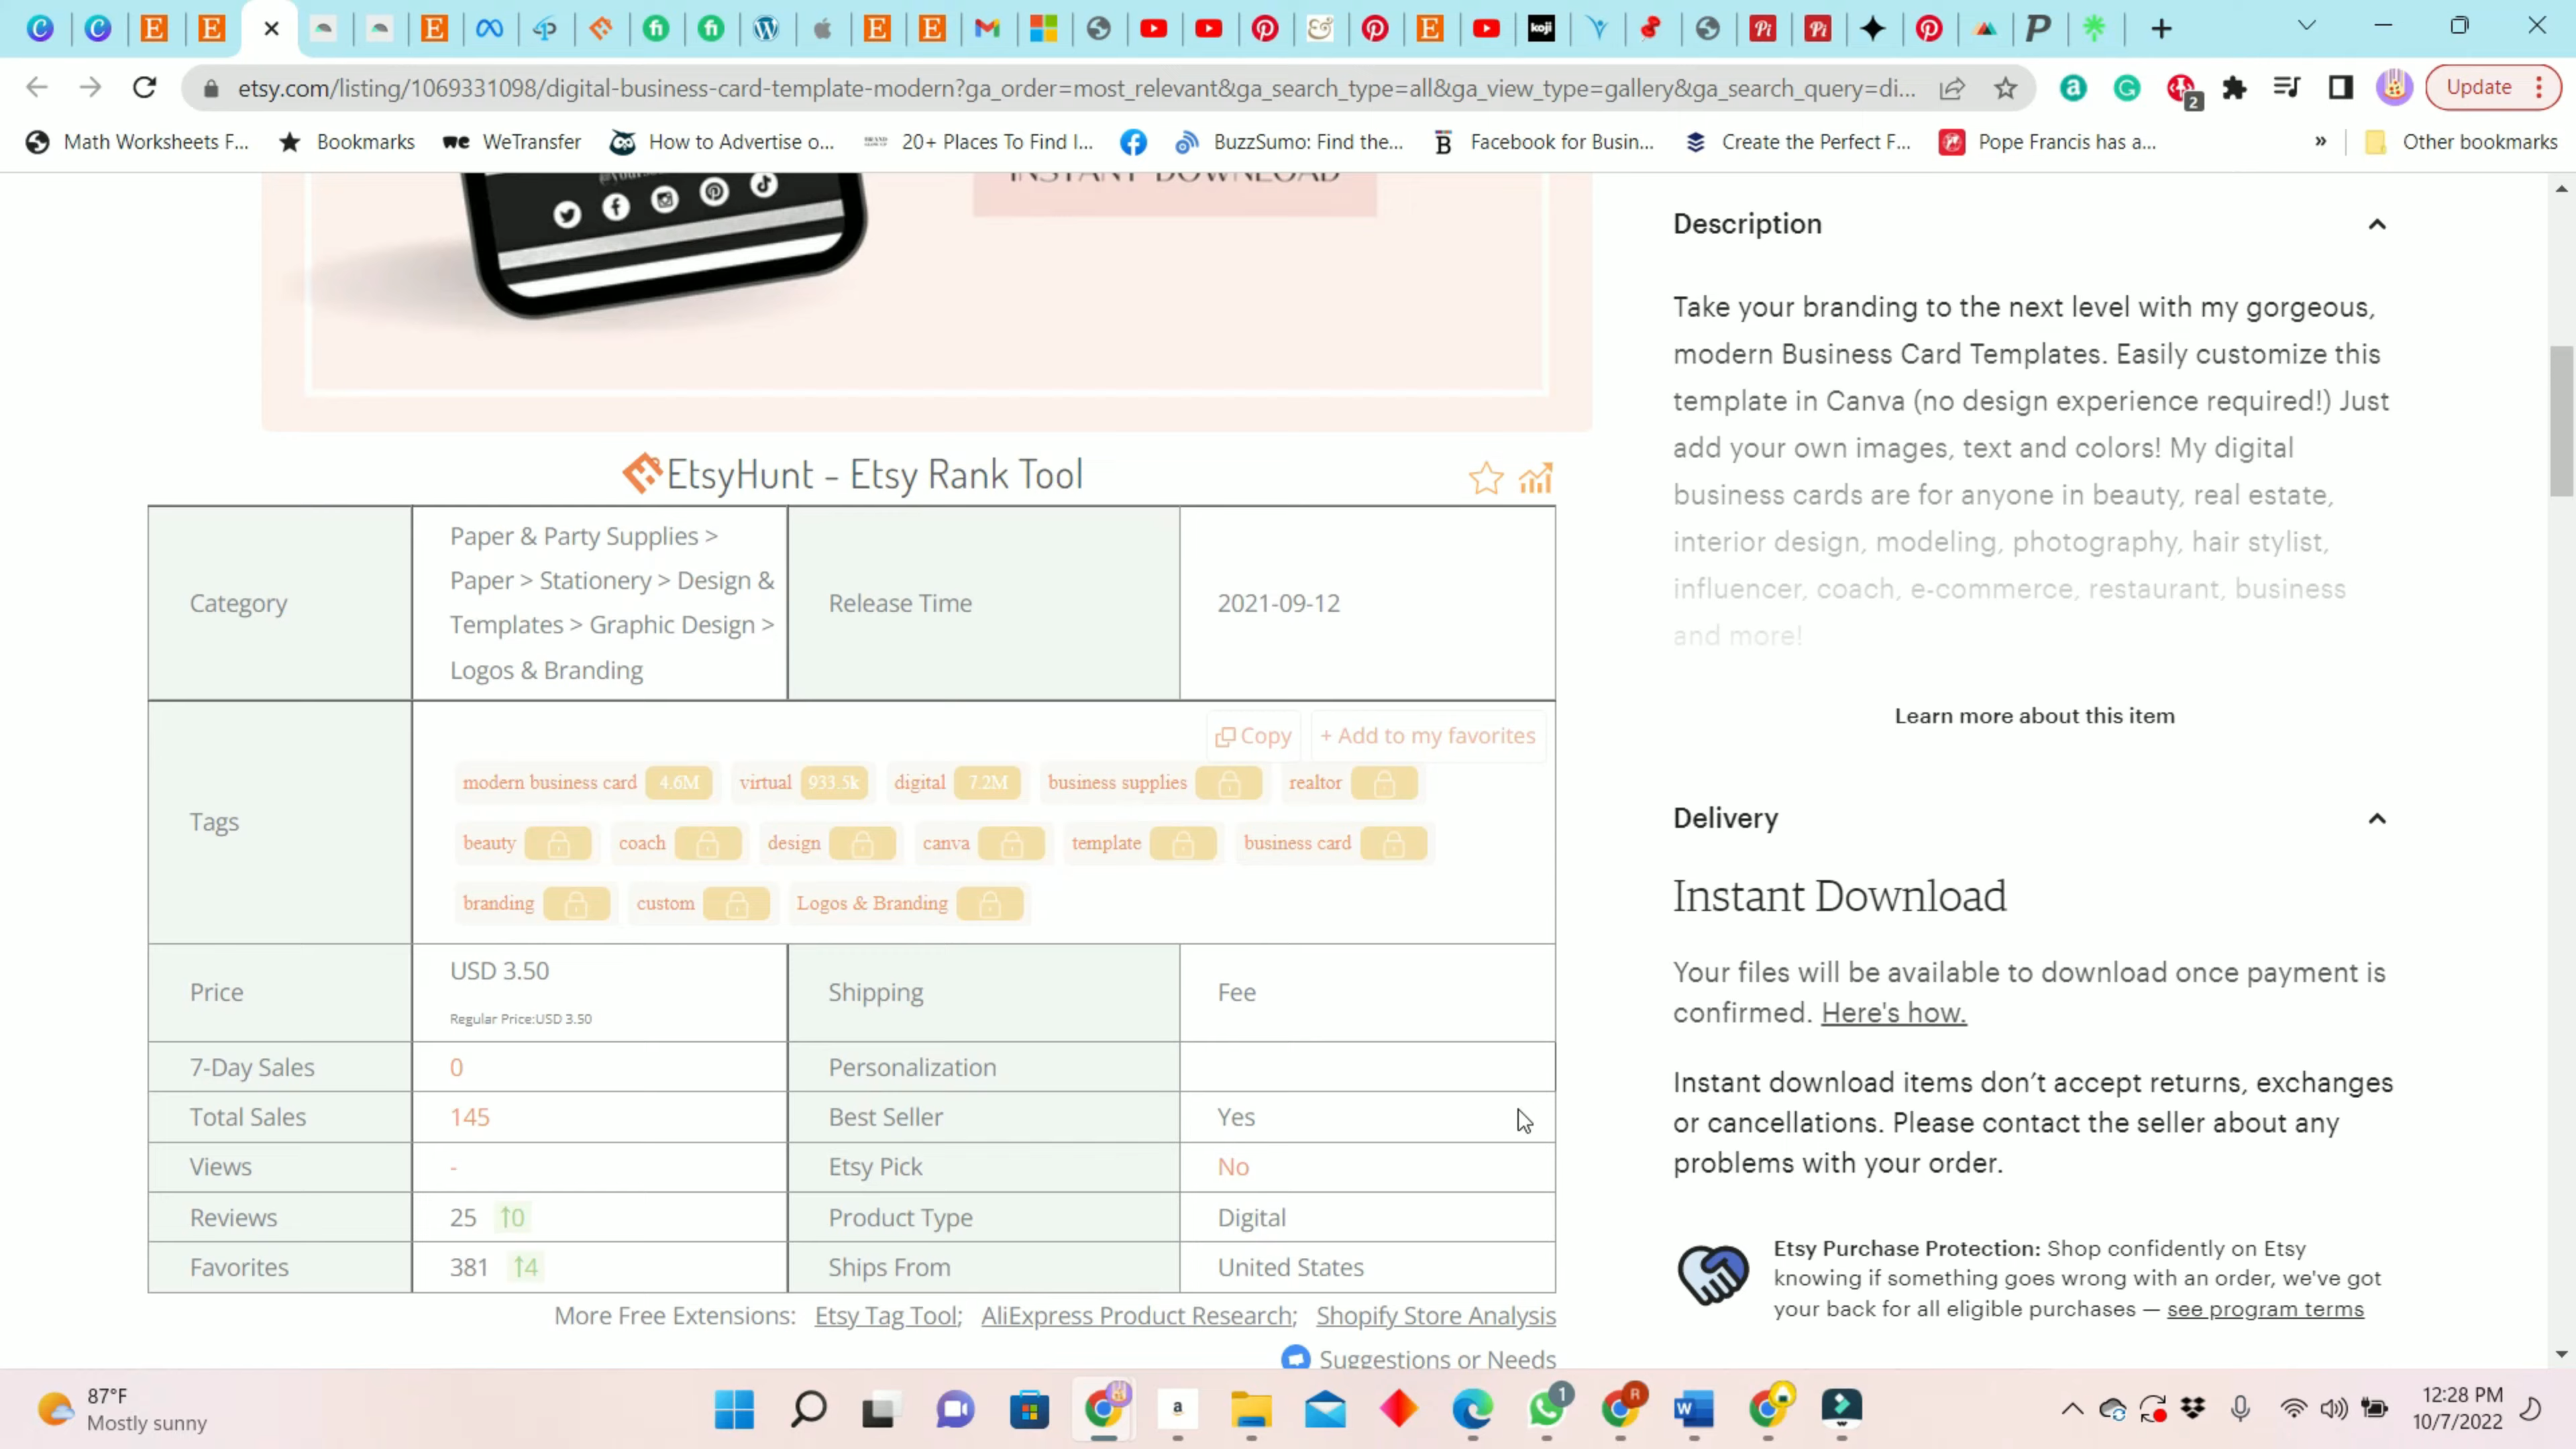 koji
Pi
Pi
P
etsy.com/listing/1069331098/digital-business-card-template-modern?ga_order=most_relevant&ga_search_type=all&ga_view_type=gallery&ga_search_query=di...
2
Update
Math Worksheets F...
Bookmarks
WeTransfer
How to Advertise o...
20+ Places To Find I...
BuzzSumo: Find the...
Facebook for Busin...
Create the Perfect F...
Pope Francis has a...
»
Other bookmarks
INSTANT DOWNLOAD
EtsyHunt - Etsy Rank Tool
Category
Paper & Party Supplies >
Paper > Stationery > Design &
Templates > Graphic Design >
Logos & Branding
Release Time
2021-09-12
Tags
Copy
+ Add to my favorites
modern business card 4.6M virtual 933.5k digital 7.2M business supplies realtor
beauty coach design canva template business card
branding custom Logos & Branding
Price
USD 3.50
Regular Price:USD 3.50
Shipping
Fee
7-Day Sales
0
Personalization
Total Sales
145
Best Seller
Yes
Views
-
Etsy Pick
No
Reviews
25 ↑0
Product Type
Digital
Favorites
381 ↑4
Ships From
United States
More Free Extensions: Etsy Tag Tool; AliExpress Product Research; Shopify Store Analysis
Suggestions or Needs
Description
Take your branding to the next level with my gorgeous,
modern Business Card Templates. Easily customize this
template in Canva (no design experience required!) Just
add your own images, text and colors! My digital
business cards are for anyone in beauty, real estate,
interior design, modeling, photography, hair stylist,
influencer, coach, e-commerce, restaurant, business
and more!
Learn more about this item
Delivery
Instant Download
Your files will be available to download once payment is
confirmed. Here's how.
Instant download items don't accept returns, exchanges
or cancellations. Please contact the seller about any
problems with your order.
Etsy Purchase Protection: Shop confidently on Etsy
knowing if something goes wrong with an order, we've got
your back for all eligible purchases — see program terms
87°F
Mostly sunny
a
1
R
W
12:28 PM
10/7/2022